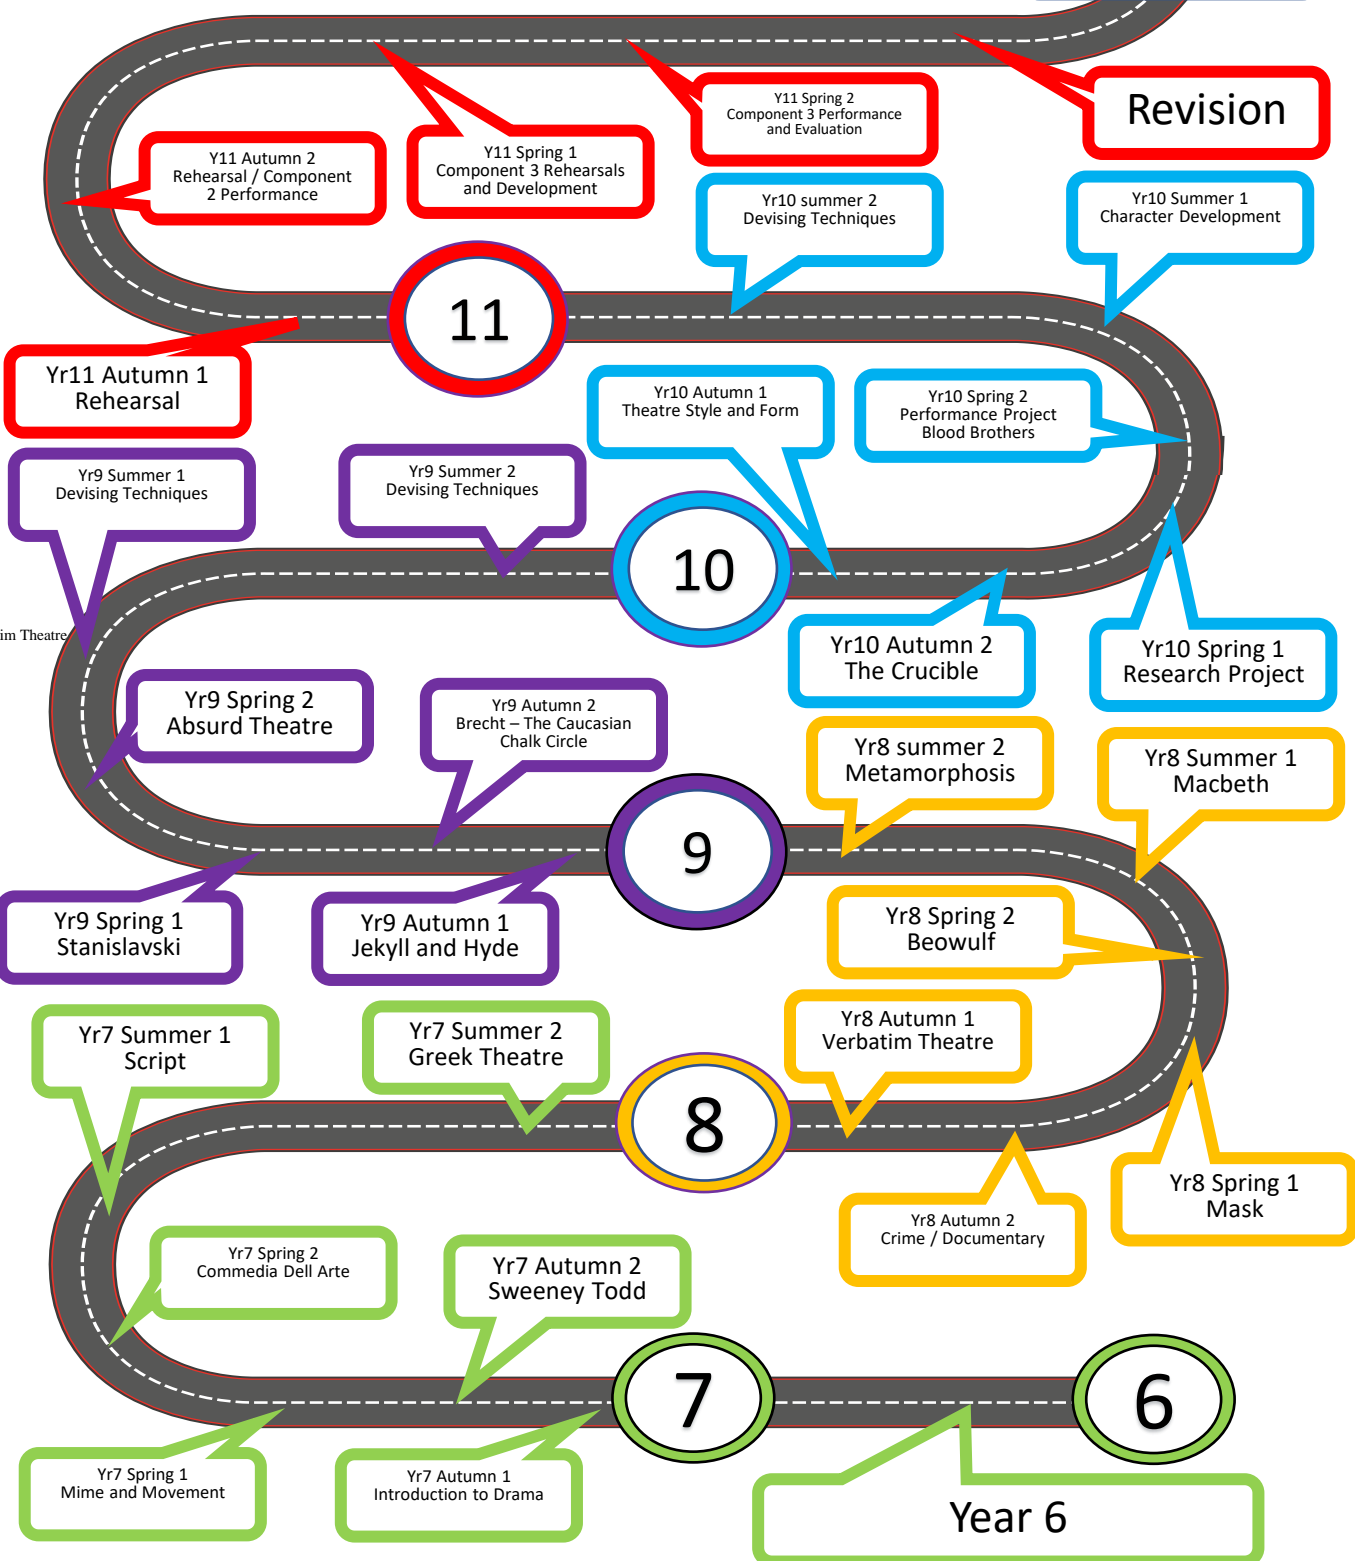 Revision
Y11 Spring 2
Component 3 Performance
and Evaluation
Y11 Spring 1
Component 3 Rehearsals
and Development
Y11 Autumn 2
Rehearsal / Component
2 Performance
Yr10 summer 2
Devising Techniques
Yr10 Summer 1
Character Development
11
Yr11 Autumn 1
Rehearsal
Yr10 Autumn 1
Theatre Style and Form
Yr10 Spring 2
Performance Project
Blood Brothers
Yr9 Summer 1
Devising Techniques
Yr9 Summer 2
Devising Techniques
10
im Theatre
Yr10 Autumn 2
The Crucible
Yr10 Spring 1
Research Project
Yr9 Spring 2
Absurd Theatre
Yr9 Autumn 2
Brecht – The Caucasian
Chalk Circle
Yr8 summer 2
Metamorphosis
Yr8 Summer 1
Macbeth
9
Yr9 Spring 1
Stanislavski
Yr9 Autumn 1
Jekyll and Hyde
Yr8 Spring 2
Beowulf
Yr7 Summer 1
Script
Yr7 Summer 2
Greek Theatre
Yr8 Autumn 1
Verbatim Theatre
8
Yr8 Spring 1
Mask
Yr8 Autumn 2
Crime / Documentary
Yr7 Spring 2
Commedia Dell Arte
Yr7 Autumn 2
Sweeney Todd
7
6
Yr7 Spring 1
Mime and Movement
Yr7 Autumn 1
Introduction to Drama
Year 6